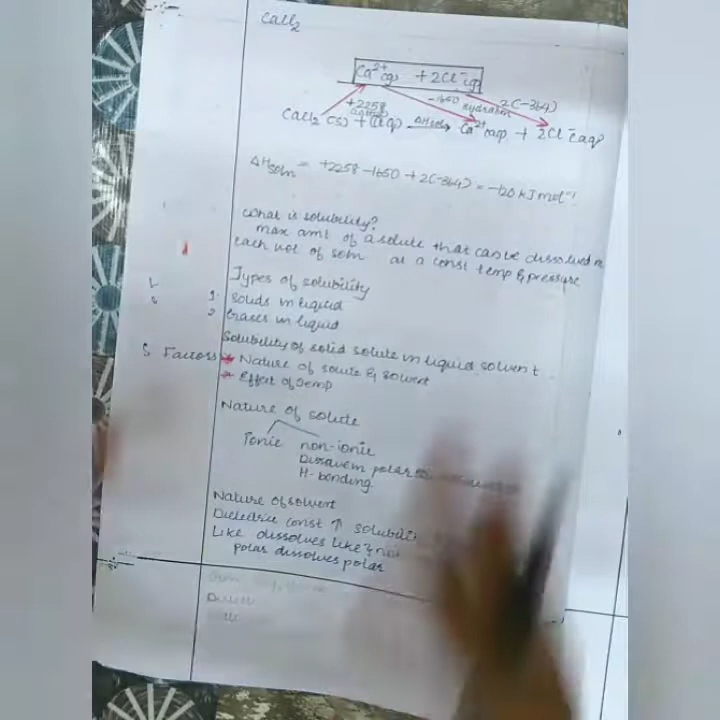 CaCl2
Ca²⁺(g) + 2Cl⁻(g)
+2258 -1650 hydration 2(-364)
CaCl2(s) + (aq) ΔHsoln Ca²⁺(aq) + 2Cl⁻(aq)
ΔHsoln = +2258 -1650 + 2(-364) = -120 kJ mol⁻¹
What is solubility?
max amt of a solute that can be dissolved in
each vol of soln at a const temp & pressure
Types of solubility
1. Solids in liquid
2 Gases in liquid
Solubility of solid solute in liquid solvent
Factors * Nature of solute & solvent
* Effect of Temp
Nature of solute
Ionic non-ionic
polar
H-bonding
Nature of solvent
Dielectric const ↑
Like dissolves like
polar dissolves polar